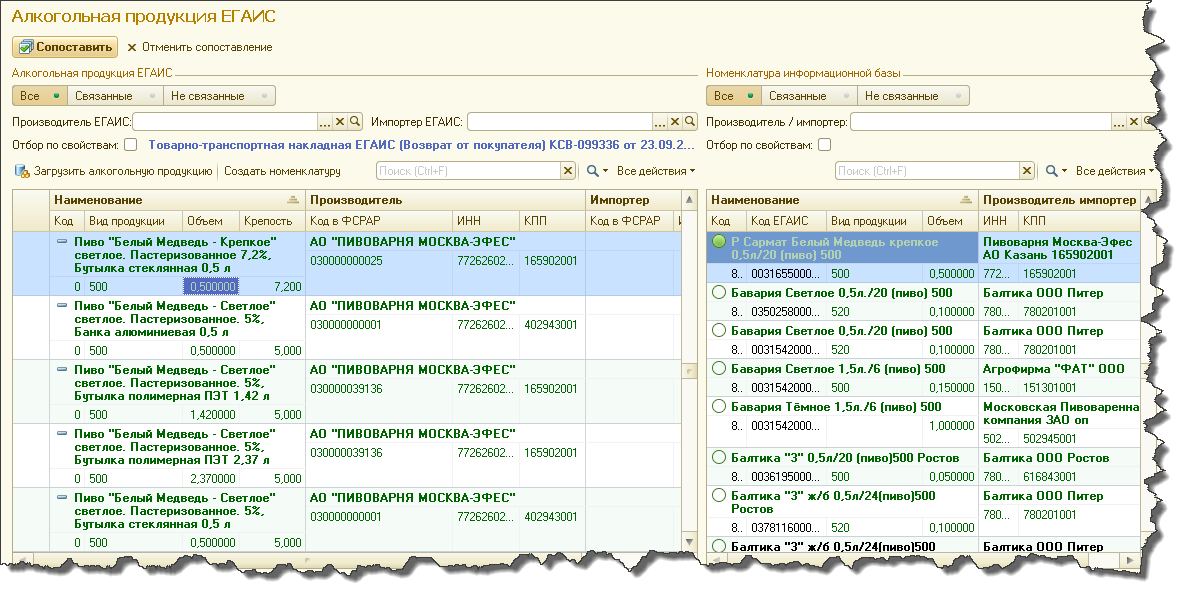 Алкогольная продукция ЕГАИС
Сопоставить Отменить сопоставление
Алкогольная продукция ЕГАИС
Все Связанные Не связанные
Производитель ЕГАИС: Импортер ЕГАИС:
Отбор по свойствам: Товарно-транспортная накладная ЕГАИС (Возврат от покупателя) КСВ-099336 от 23.09.2...
Загрузить алкогольную продукцию Создать номенклатуру Поиск (Ctrl+F) Все действия
Наименование Производитель Импортер
Код Вид продукции Объем Крепость Код в ФСРАР ИНН КПП Код в ФСРАР
Пиво "Белый Медведь - Крепкое" АО "ПИВОВАРНЯ МОСКВА-ЭФЕС"
светлое. Пастеризованное 7,2%, 030000000025 77262602... 165902001
Бутылка стеклянная 0,5 л
0 500 0,500000 7,200
Пиво "Белый Медведь - Светлое" АО "ПИВОВАРНЯ МОСКВА-ЭФЕС"
светлое. Пастеризованное. 5%, 030000000001 77262602... 402943001
Банка алюминиевая 0,5 л
0 500 0,500000 5,000
Пиво "Белый Медведь - Светлое" АО "ПИВОВАРНЯ МОСКВА-ЭФЕС"
светлое. Пастеризованное. 5%, 030000039136 77262602... 165902001
Бутылка полимерная ПЭТ 1,42 л
0 500 1,420000 5,000
Пиво "Белый Медведь - Светлое" АО "ПИВОВАРНЯ МОСКВА-ЭФЕС"
светлое. Пастеризованное. 5%, 030000039136 77262602... 165902001
Бутылка полимерная ПЭТ 2,37 л
0 500 2,370000 5,000
Пиво "Белый Медведь - Светлое" АО "ПИВОВАРНЯ МОСКВА-ЭФЕС"
светлое. Пастеризованное. 5%, 030000000001 77262602... 402943001
Бутылка стеклянная 0,5 л
0 500 0,500000 5,000
Номенклатура информационной базы
Все Связанные Не связанные
Производитель / импортер:
Отбор по свойствам:
Поиск (Ctrl+F) Все действия
Наименование Производитель импортер
Код Код ЕГАИС Вид продукции Объем ИНН КПП
Р Сармат Белый Медведь крепкое Пивоварня Москва-Эфес
0,5л/20 (пиво) 500 АО Казань 165902001
8.. 0031655000... 500 0,500000 772... 165902001
Бавария Светлое 0,5л./20 (пиво) 500 Балтика ООО Питер
8.. 0350258000... 520 0,100000 780... 780201001
Бавария Светлое 0,5л./20 (пиво) 500 Балтика ООО Питер
8.. 0031542000... 520 0,100000 780... 780201001
Бавария Светлое 1,5л./6 (пиво) 500 Агрофирма "ФАТ" ООО
8.. 0031542000... 500 0,150000 150... 151301001
Бавария Тёмное 1,5л./6 (пиво) 500 Московская Пивоваренна
8.. 0031542000... 1,000000 компания ЗАО оп
502... 502945001
Балтика "3" 0,5л/20 (пиво)500 Ростов Балтика ООО Ростов
8.. 0036195000... 500 0,050000 780... 616843001
Балтика "3" ж/б 0,5л/24(пиво)500 Балтика ООО Питер
Ростов 780... 780201001
8.. 0378116000... 520 0,100000
Балтика "3" ж/б 0,5л/24(пиво)500 Балтика ООО Питер